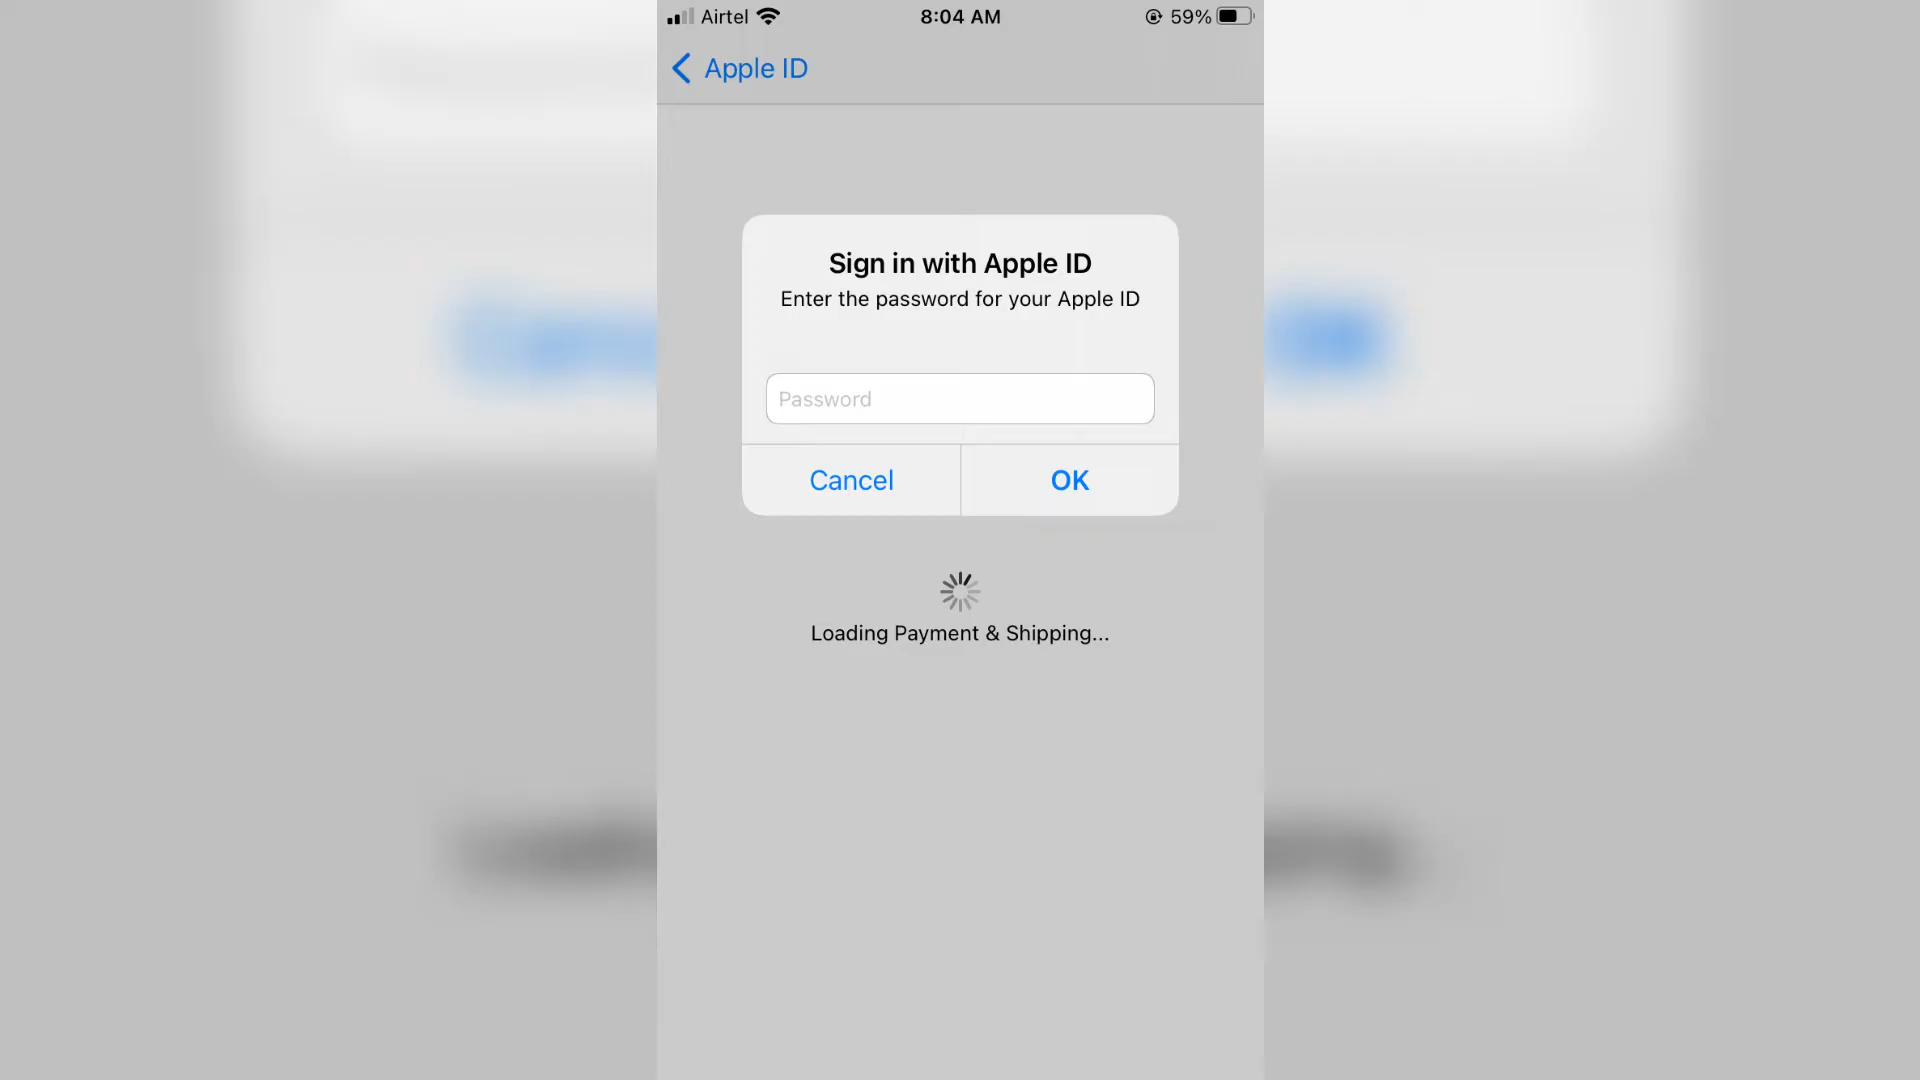 Airtel 8:04 AM 59%
Apple ID
Sign in with Apple ID
Enter the password for your Apple ID
Password
Cancel OK
Loading Payment & Shipping...